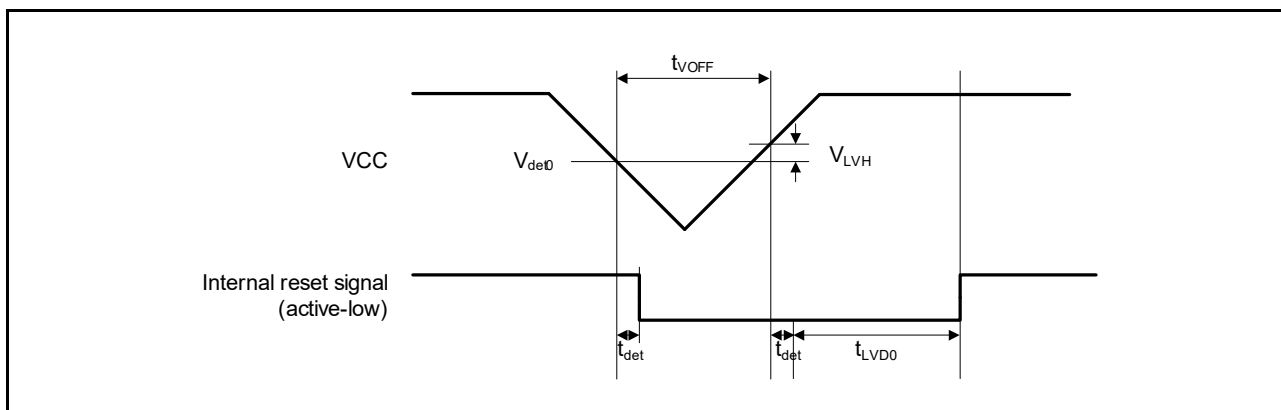 tVOFF
VCC
Vdet0
VLVH
Internal reset signal
(active-low)
tdet
tdet
tLVD0